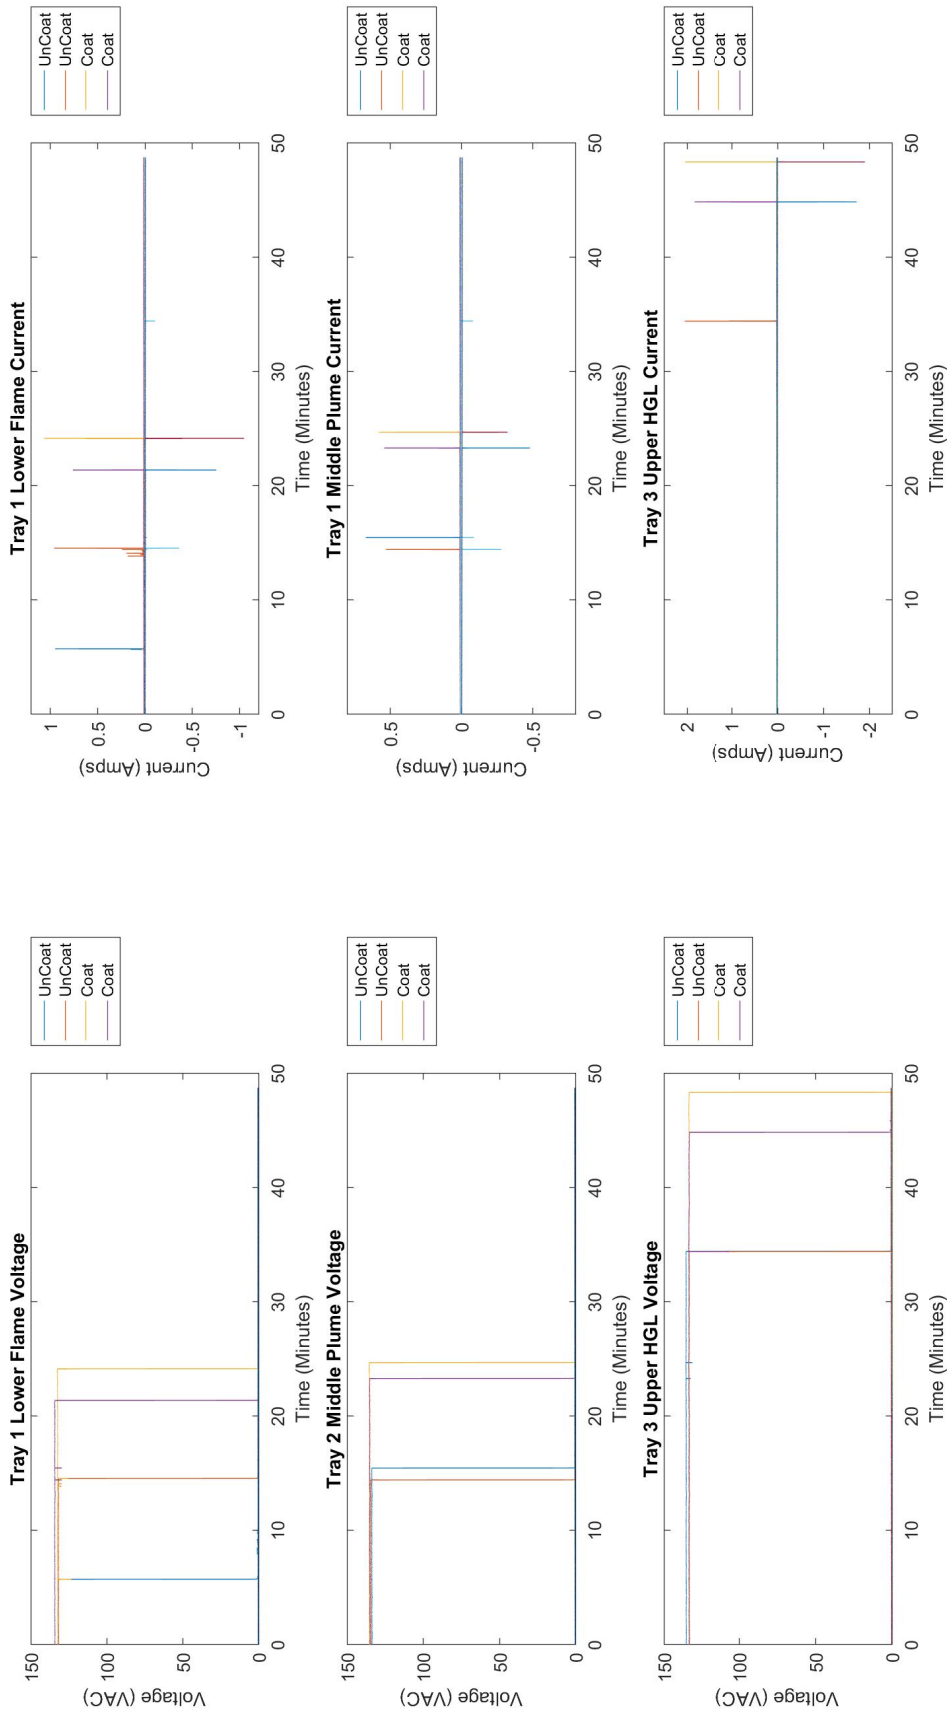 Tray 1 Lower Flame Voltage
150
100
50
0
Voltage (VAC)
0 10 20 30 40 50
Time (Minutes)
UnCoat
UnCoat
Coat
Coat
Tray 1 Lower Flame Current
1
0.5
0
-0.5
-1
Current (Amps)
0 10 20 30 40 50
Time (Minutes)
UnCoat
UnCoat
Coat
Coat
Tray 2 Middle Plume Voltage
150
100
50
0
Voltage (VAC)
0 10 20 30 40 50
Time (Minutes)
UnCoat
UnCoat
Coat
Coat
Tray 1 Middle Plume Current
0.5
0
-0.5
Current (Amps)
0 10 20 30 40 50
Time (Minutes)
UnCoat
UnCoat
Coat
Coat
Tray 3 Upper HGL Voltage
150
100
50
0
Voltage (VAC)
0 10 20 30 40 50
Time (Minutes)
UnCoat
UnCoat
Coat
Coat
Tray 3 Upper HGL Current
2
1
0
-1
-2
Current (Amps)
0 10 20 30 40 50
Time (Minutes)
UnCoat
UnCoat
Coat
Coat